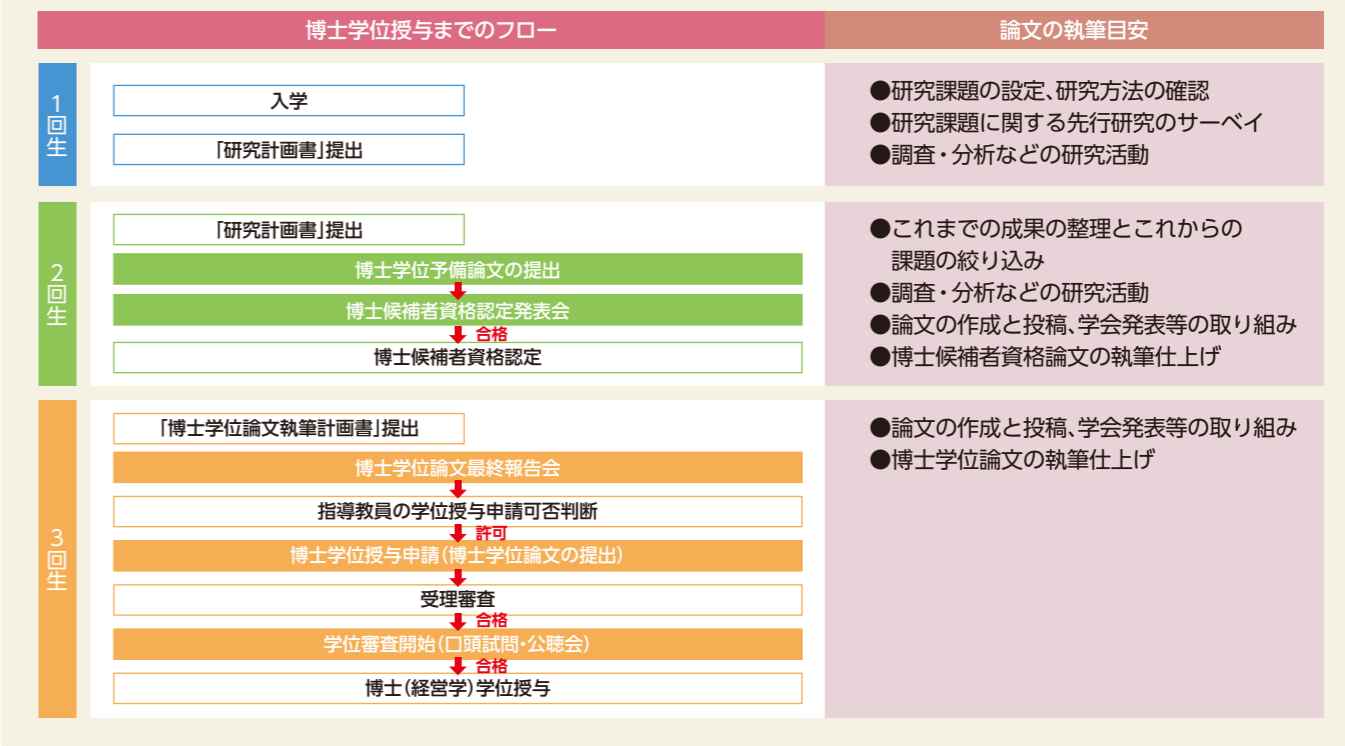 博士学位授与までのフロー
論文の執筆目安
1回生
入学
「研究計画書」提出
●研究課題の設定、研究方法の確認
●研究課題に関する先行研究のサーベイ
●調査・分析などの研究活動
2回生
「研究計画書」提出
博士学位予備論文の提出
博士候補者資格認定発表会
合格
博士候補者資格認定
●これまでの成果の整理とこれからの
課題の絞り込み
●調査・分析などの研究活動
●論文の作成と投稿、学会発表等の取り組み
●博士候補者資格論文の執筆仕上げ
3回生
「博士学位論文執筆計画書」提出
博士学位論文最終報告会
指導教員の学位授与申請可否判断
許可
博士学位授与申請(博士学位論文の提出)
受理審査
合格
学位審査開始(口頭試問・公聴会)
合格
博士(経営学)学位授与
●論文の作成と投稿、学会発表等の取り組み
●博士学位論文の執筆仕上げ